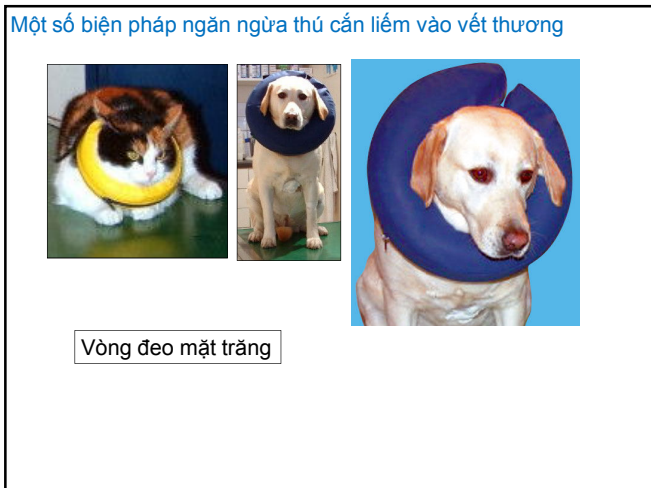 Một số biện pháp ngăn ngừa thú cắn liếm vào vết thương
Vòng đeo mặt trăng